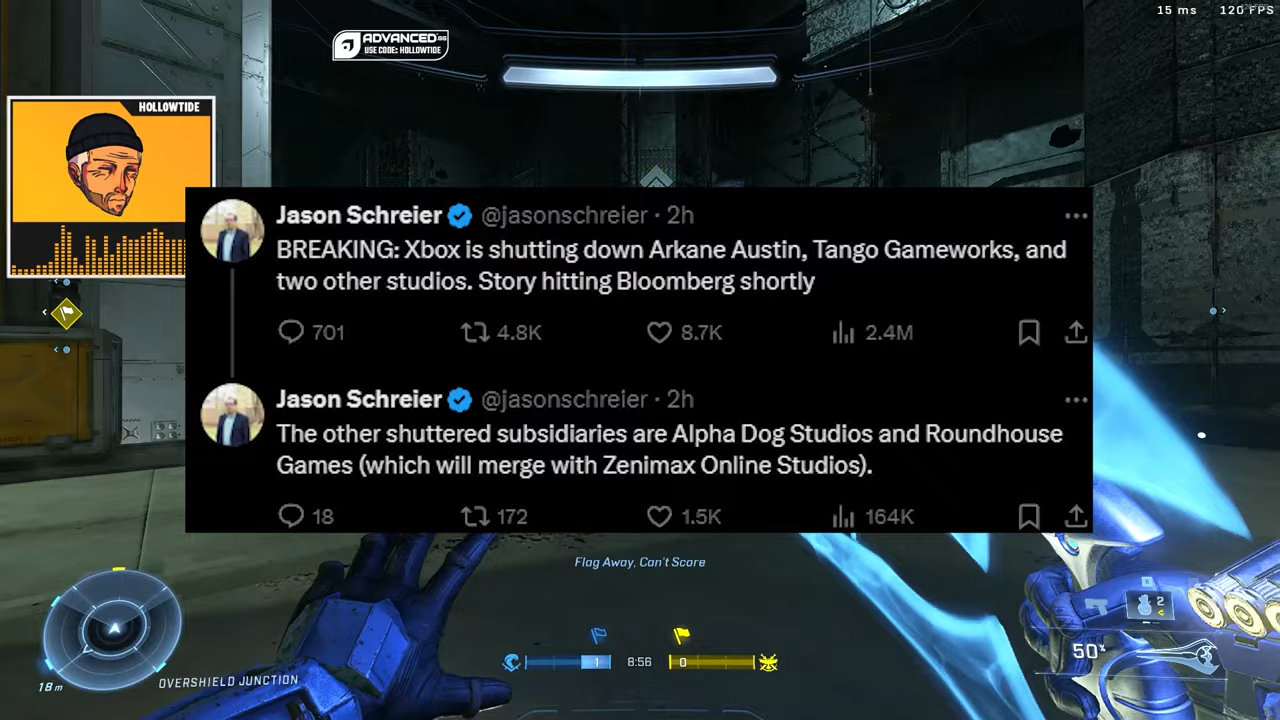 15 ms 120 FPS
ADVANCED.GG
USE CODE: HOLLOWTIDE
HOLLOWTIDE
Jason Schreier @jasonschreier · 2h
BREAKING: Xbox is shutting down Arkane Austin, Tango Gameworks, and
two other studios. Story hitting Bloomberg shortly
701 4.8K 8.7K 2.4M
Jason Schreier @jasonschreier · 2h
The other shuttered subsidiaries are Alpha Dog Studios and Roundhouse
Games (which will merge with Zenimax Online Studios).
18 172 1.5K 164K
Flag Away, Can't Score
2
1 8:56 0
50%
18 m
OVERSHIELD JUNCTION